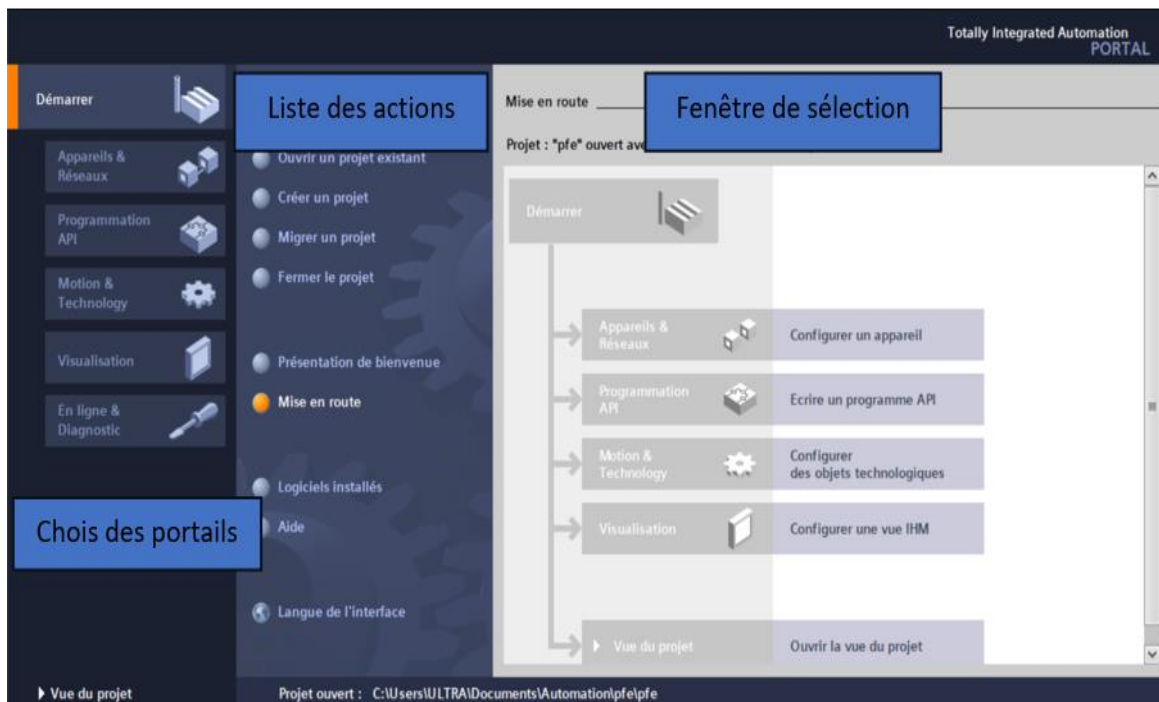 Totally Integrated Automation
PORTAL
Démarrer
Appareils &
Réseaux
Programmation
API
Motion &
Technology
Visualisation
En ligne &
Diagnostic
Chois des portails
Vue du projet
Liste des actions
Ouvrir un projet existant
Créer un projet
Migrer un projet
Fermer le projet
Présentation de bienvenue
Mise en route
Logiciels installés
Aide
Langue de l'interface
Mise en route
Fenêtre de sélection
Projet : "pfe" ouvert
Démarrer
Appareils &
Réseaux
Configurer un appareil
Programmation
API
Ecrire un programme API
Motion &
Technology
Configurer
des objets technologiques
Visualisation
Configurer une vue IHM
Vue du projet
Ouvrir la vue du projet
Projet ouvert : C:\Users\ULTRA\Documents\Automation\pfe\pfe